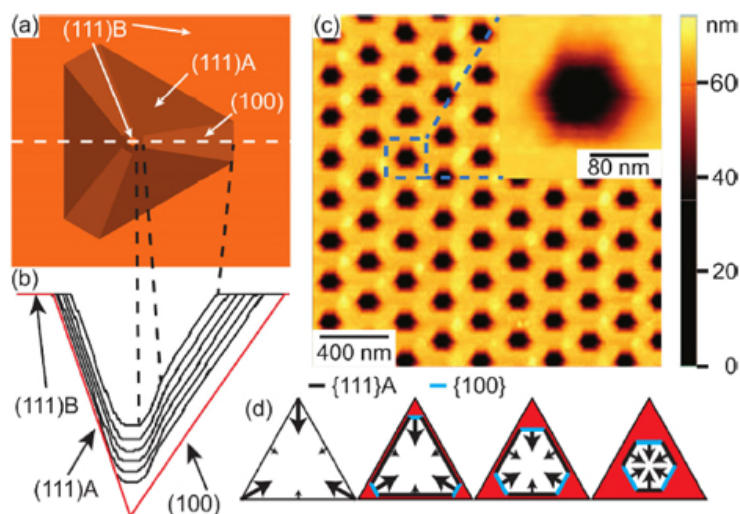 (a)
(111)B
(111)A
(100)
(b)
(111)B
(111)A
(100)
(c)
80 nm
400 nm
nm
60
40
20
0
{111}A
{100}
(d)